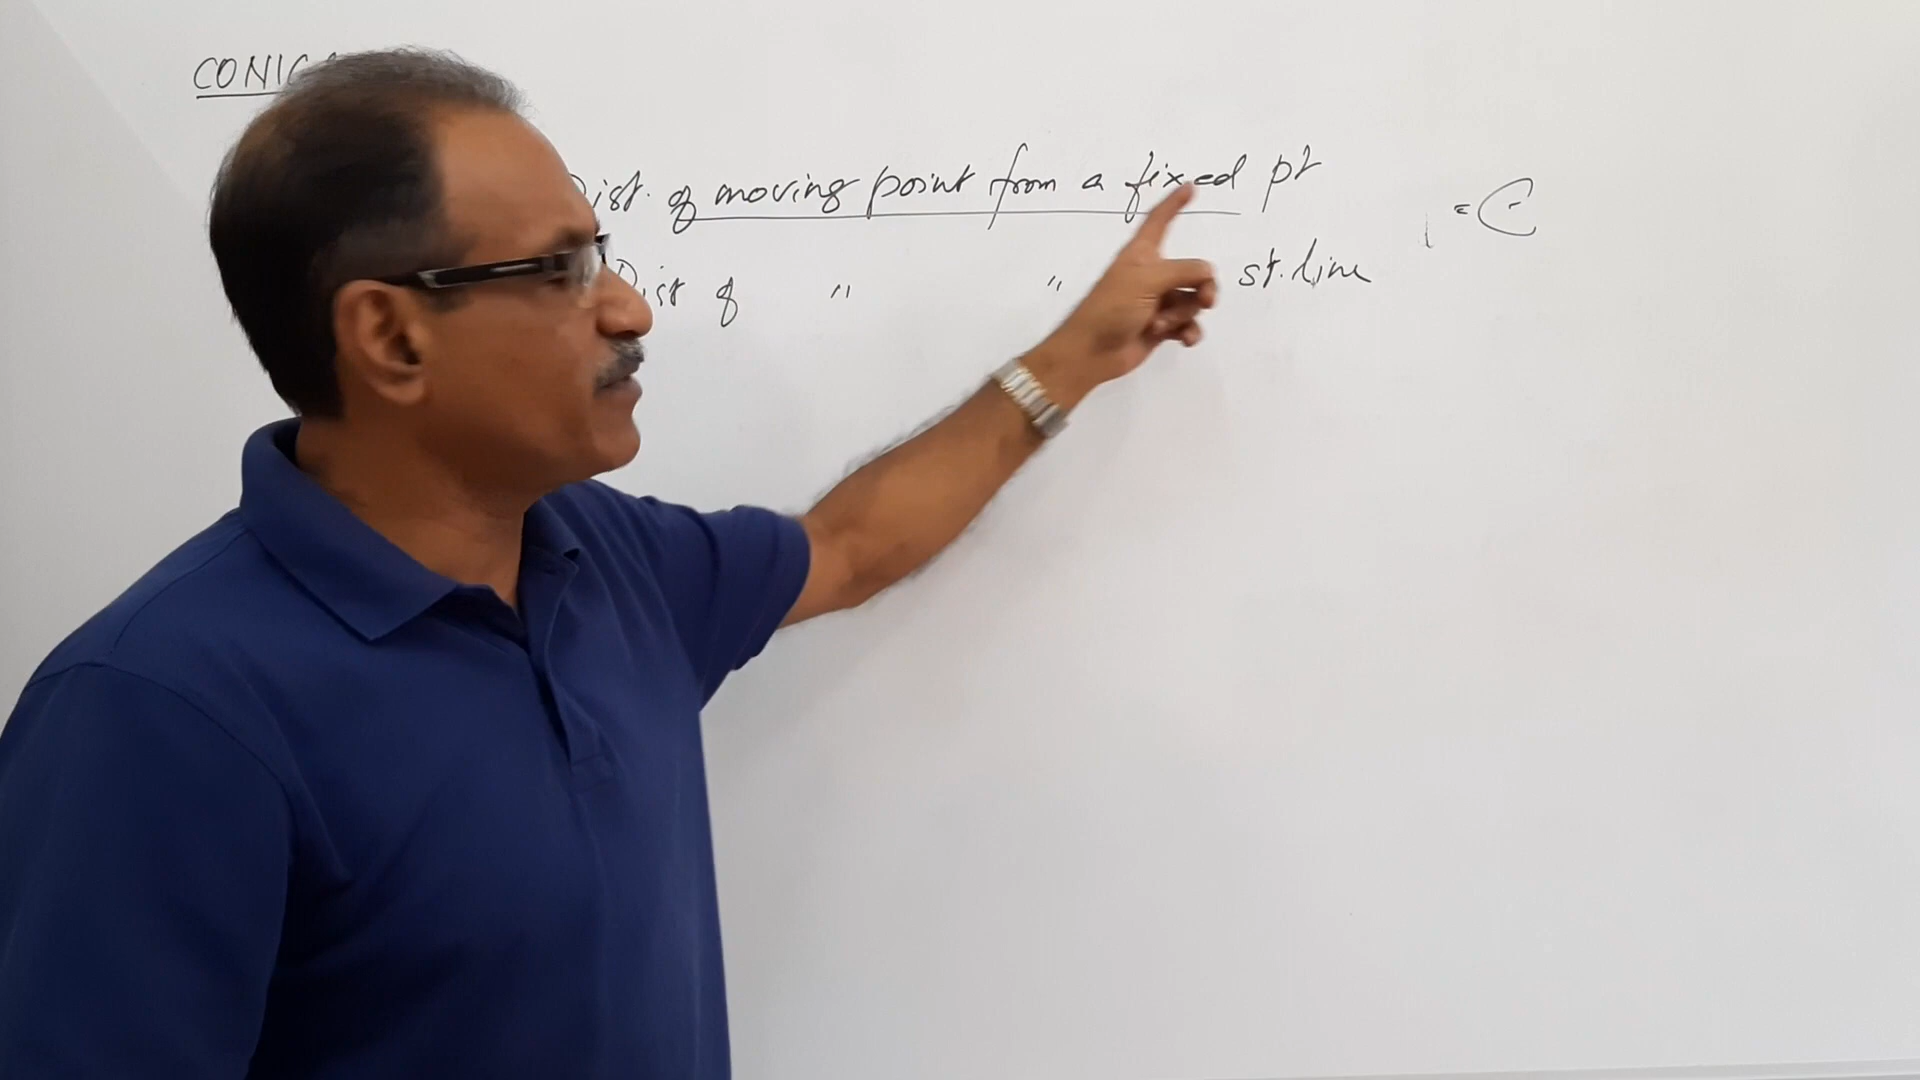 CONIC
Dist. of moving point from a fixed pt
= C
Dist of " " st. line